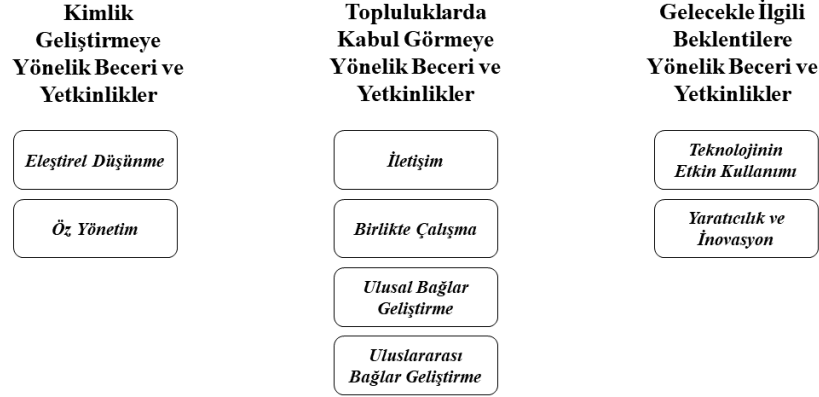 Kimlik
Geliştirmeye
Yönelik Beceri ve
Yetkinlikler
Eleştirel Düşünme
Öz Yönetim
Topluluklarda
Kabul Görmeye
Yönelik Beceri ve
Yetkinlikler
İletişim
Birlikte Çalışma
Ulusal Bağlar
Geliştirme
Uluslararası
Bağlar Geliştirme
Gelecekle İlgili
Beklentilere
Yönelik Beceri ve
Yetkinlikler
Teknolojinin
Etkin Kullanımı
Yaratıcılık ve
İnovasyon